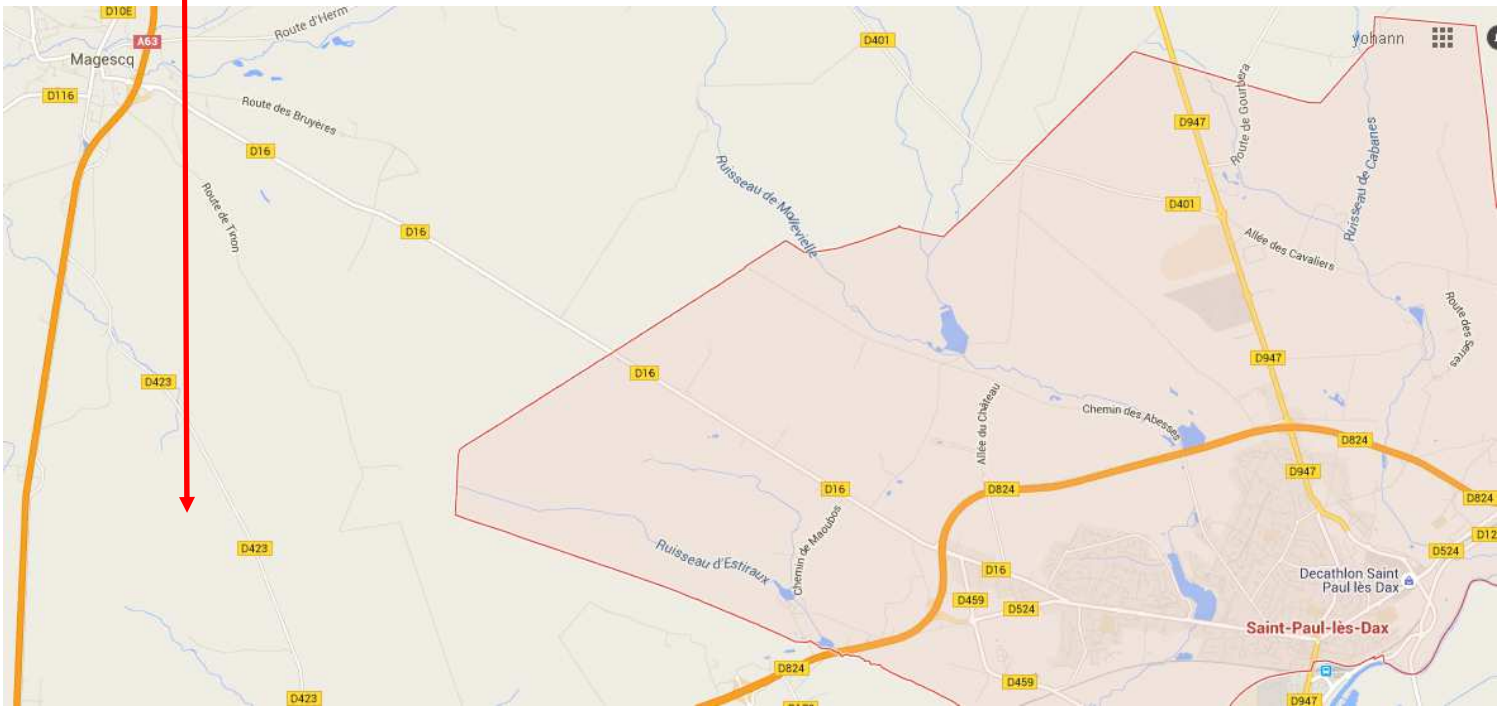 D10E
Route d'Herm
A63
D401
yohann
Magescq
D116
Route des Bruyères
D947
Route de Gourbera
D16
Ruisseau de Cabanes
Ruisseau de Mollevielle
Route de Tinon
D401
D16
Allée des Cavaliers
Route des Serres
D947
D16
D423
Allée du Château
Chemin des Abesses
D824
D947
D16
D824
D824
D423
Ruisseau d'Estiraux
Chemin de Maoubos
D12
D524
D16
Decathlon Saint
Paul lès Dax
D459
D524
Saint-Paul-lès-Dax
D824
D459
D423
D947